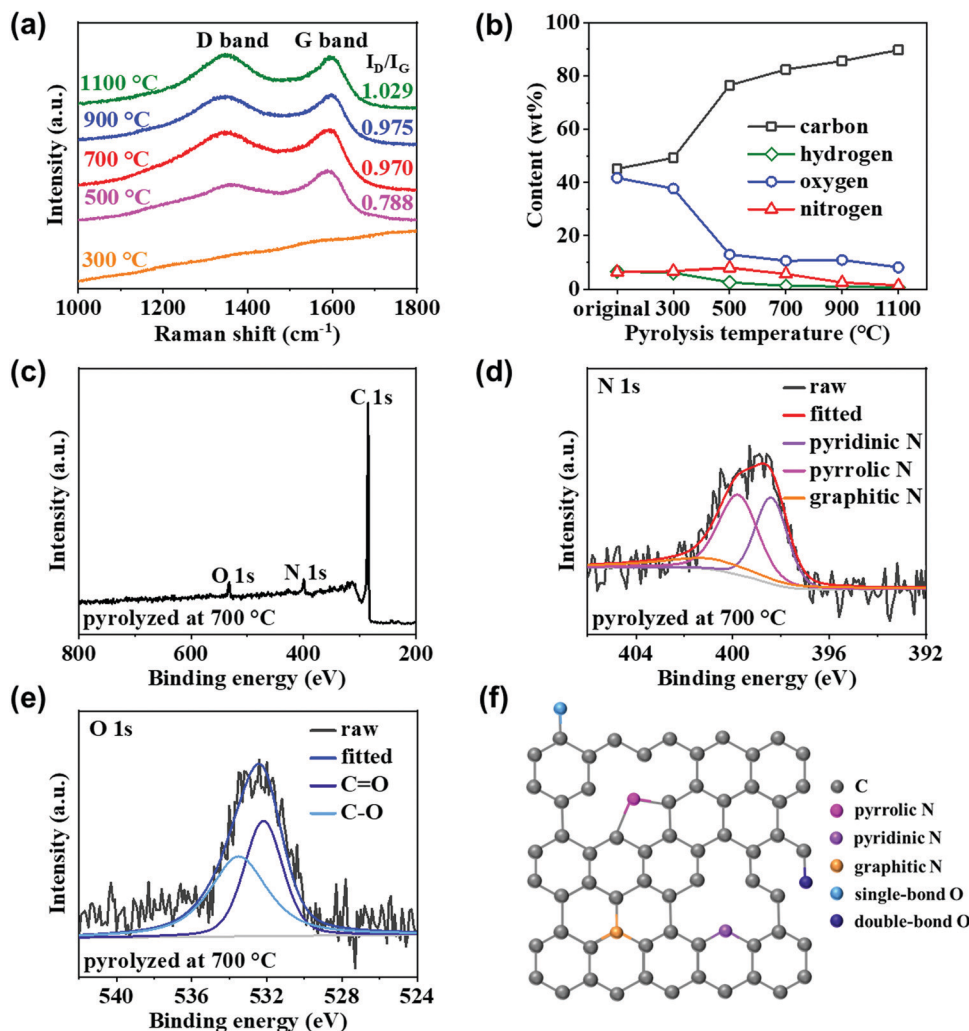 (a)
D band
G band
I_D/I_G
1100 °C
1.029
900 °C
0.975
700 °C
0.970
500 °C
0.788
300 °C
Intensity (a.u.)
1000
1200
1400
1600
1800
Raman shift (cm⁻¹)
(b)
Content (wt%)
100
80
60
40
20
0
carbon
hydrogen
oxygen
nitrogen
original
300
500
700
900
1100
Pyrolysis temperature (°C)
(c)
C 1s
O 1s
N 1s
pyrolyzed at 700 °C
Intensity (a.u.)
800
600
400
200
Binding energy (eV)
(d)
N 1s
raw
fitted
pyridinic N
pyrrolic N
graphitic N
pyrolyzed at 700 °C
Intensity (a.u.)
404
400
396
392
Binding energy (eV)
(e)
O 1s
raw
fitted
C=O
C-O
pyrolyzed at 700 °C
Intensity (a.u.)
540
536
532
528
524
Binding energy (eV)
(f)
C
pyrrolic N
pyridinic N
graphitic N
single-bond O
double-bond O